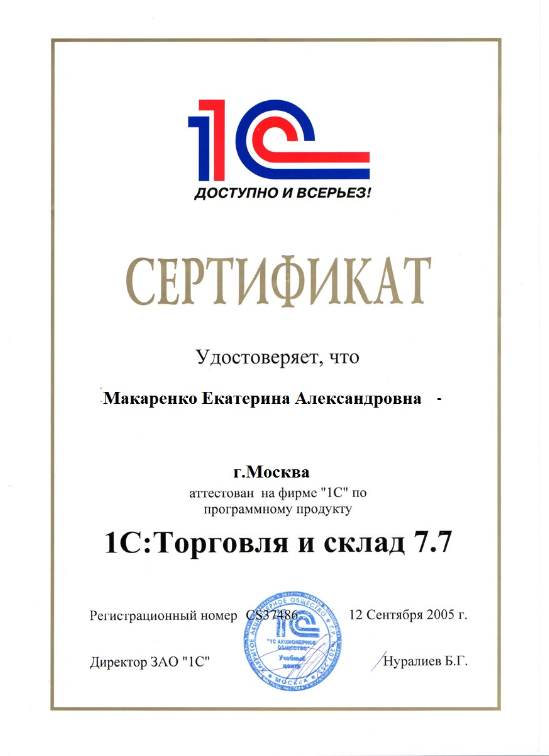 1С
ДОСТУПНО И ВСЕРЬЕЗ!
СЕРТИФИКАТ
Удостоверяет, что
Макаренко Екатерина Александровна -
г.Москва
аттестован на фирме "1С" по
программному продукту
1С:Торговля и склад 7.7
Регистрационный номер CS37486 12 Сентября 2005 г.
1С
"1С АКЦИОНЕРНОЕ
ОБЩЕСТВО"
Учебный
центр
МОСКВА
Директор ЗАО "1С" Нуралиев Б.Г.